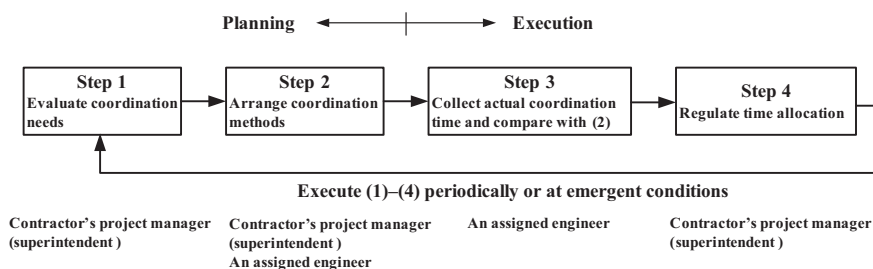 Planning Execution
Step 1
Evaluate coordination
needs
Step 2
Arrange coordination
methods
Step 3
Collect actual coordination
time and compare with (2)
Step 4
Regulate time allocation
Execute (1)–(4) periodically or at emergent conditions
Contractor's project manager
(superintendent )
Contractor's project manager
(superintendent )
An assigned engineer
An assigned engineer
Contractor's project manager
(superintendent )